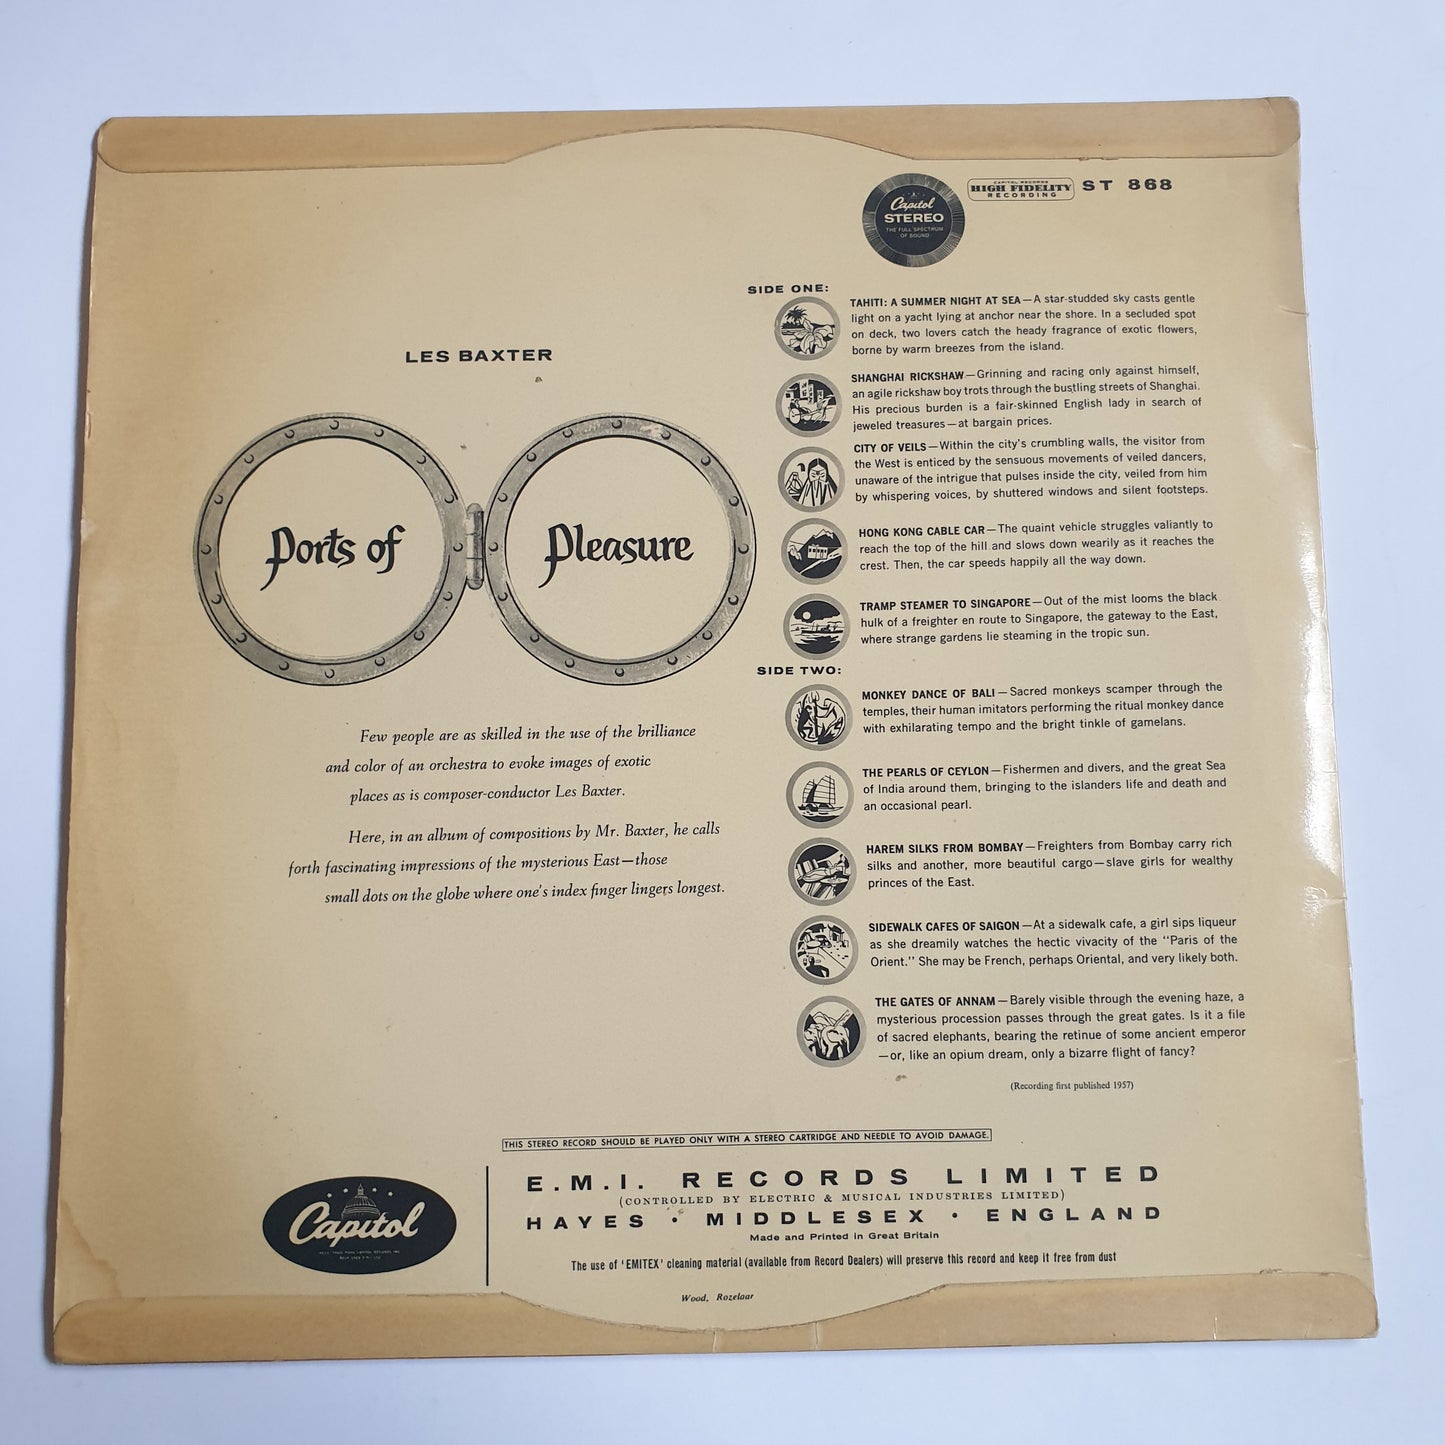 Capitol
STEREO
THE FULL SPECTRUM
OF SOUND
CAPITOL RECORDS
HIGH FIDELITY
RECORDING
ST 868
LES BAXTER
Ports of
Pleasure
Few people are as skilled in the use of the brilliance
and color of an orchestra to evoke images of exotic
places as is composer-conductor Les Baxter.
Here, in an album of compositions by Mr. Baxter, he calls
forth fascinating impressions of the mysterious East—those
small dots on the globe where one's index finger lingers longest.
SIDE ONE:
TAHITI: A SUMMER NIGHT AT SEA—A star-studded sky casts gentle
light on a yacht lying at anchor near the shore. In a secluded spot
on deck, two lovers catch the heady fragrance of exotic flowers,
borne by warm breezes from the island.
SHANGHAI RICKSHAW—Grinning and racing only against himself,
an agile rickshaw boy trots through the bustling streets of Shanghai.
His precious burden is a fair-skinned English lady in search of
jeweled treasures—at bargain prices.
CITY OF VEILS—Within the city's crumbling walls, the visitor from
the West is enticed by the sensuous movements of veiled dancers,
unaware of the intrigue that pulses inside the city, veiled from him
by whispering voices, by shuttered windows and silent footsteps.
HONG KONG CABLE CAR—The quaint vehicle struggles valiantly to
reach the top of the hill and slows down wearily as it reaches the
crest. Then, the car speeds happily all the way down.
TRAMP STEAMER TO SINGAPORE—Out of the mist looms the black
hulk of a freighter en route to Singapore, the gateway to the East,
where strange gardens lie steaming in the tropic sun.
SIDE TWO:
MONKEY DANCE OF BALI—Sacred monkeys scamper through the
temples, their human imitators performing the ritual monkey dance
with exhilarating tempo and the bright tinkle of gamelans.
THE PEARLS OF CEYLON—Fishermen and divers, and the great Sea
of India around them, bringing to the islanders life and death and
an occasional pearl.
HAREM SILKS FROM BOMBAY—Freighters from Bombay carry rich
silks and another, more beautiful cargo—slave girls for wealthy
princes of the East.
SIDEWALK CAFES OF SAIGON—At a sidewalk cafe, a girl sips liqueur
as she dreamily watches the hectic vivacity of the "Paris of the
Orient." She may be French, perhaps Oriental, and very likely both.
THE GATES OF ANNAM—Barely visible through the evening haze, a
mysterious procession passes through the great gates. Is it a file
of sacred elephants, bearing the retinue of some ancient emperor
—or, like an opium dream, only a bizarre flight of fancy?
(Recording first published 1957)
THIS STEREO RECORD SHOULD BE PLAYED ONLY WITH A STEREO CARTRIDGE AND NEEDLE TO AVOID DAMAGE.
Capitol
E.M.I. RECORDS LIMITED
(CONTROLLED BY ELECTRIC & MUSICAL INDUSTRIES LIMITED)
HAYES • MIDDLESEX • ENGLAND
Made and Printed in Great Britain
The use of 'EMITEX' cleaning material (available from Record Dealers) will preserve this record and keep it free from dust
Wood, Rozelaar